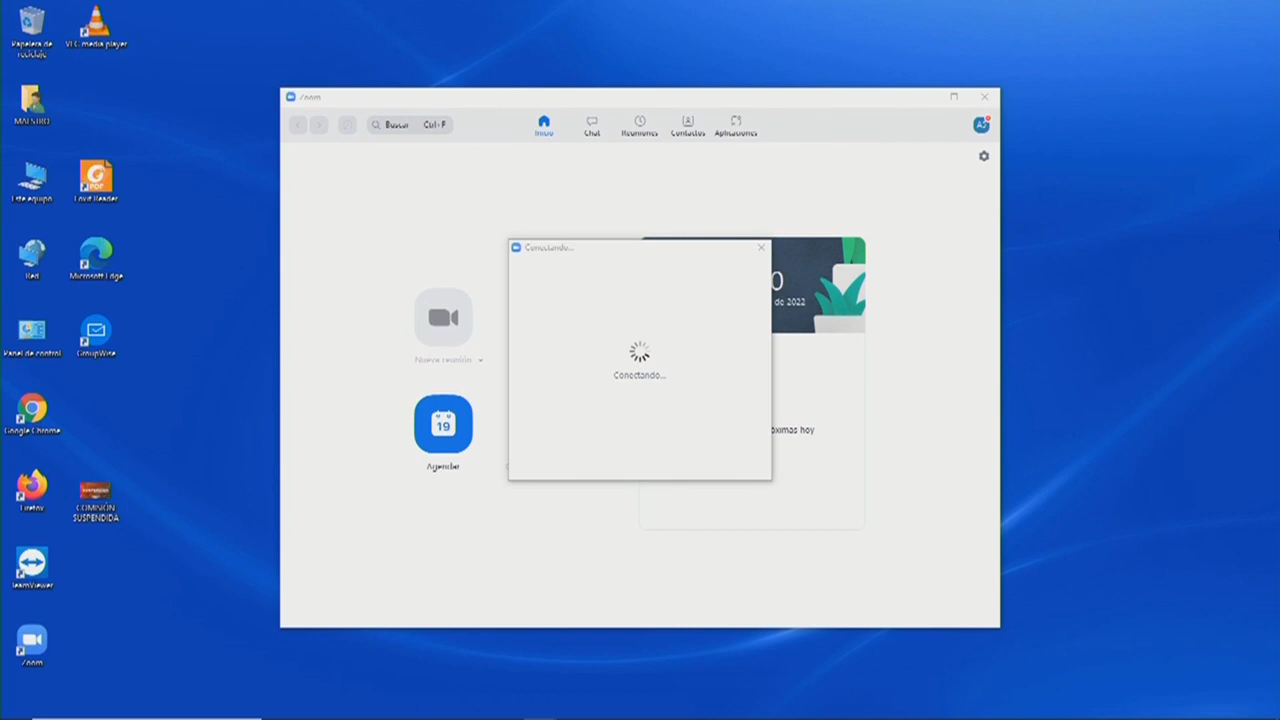 Papelera de
reciclaje
VLC media player
MAESTRO
Este equipo
PDF
Foxit Reader
Red
Microsoft Edge
Panel de control
GroupWise
Google Chrome
Firefox
COMISIÓN
SUSPENDIDA
TeamViewer
Zoom
Zoom
Buscar Ctrl+F
Inicio
Chat
Reuniones
Contactos
Aplicaciones
Conectando...
Conectando...
Nueva reunión
19
Agendar
0
de 2022
óximas hoy